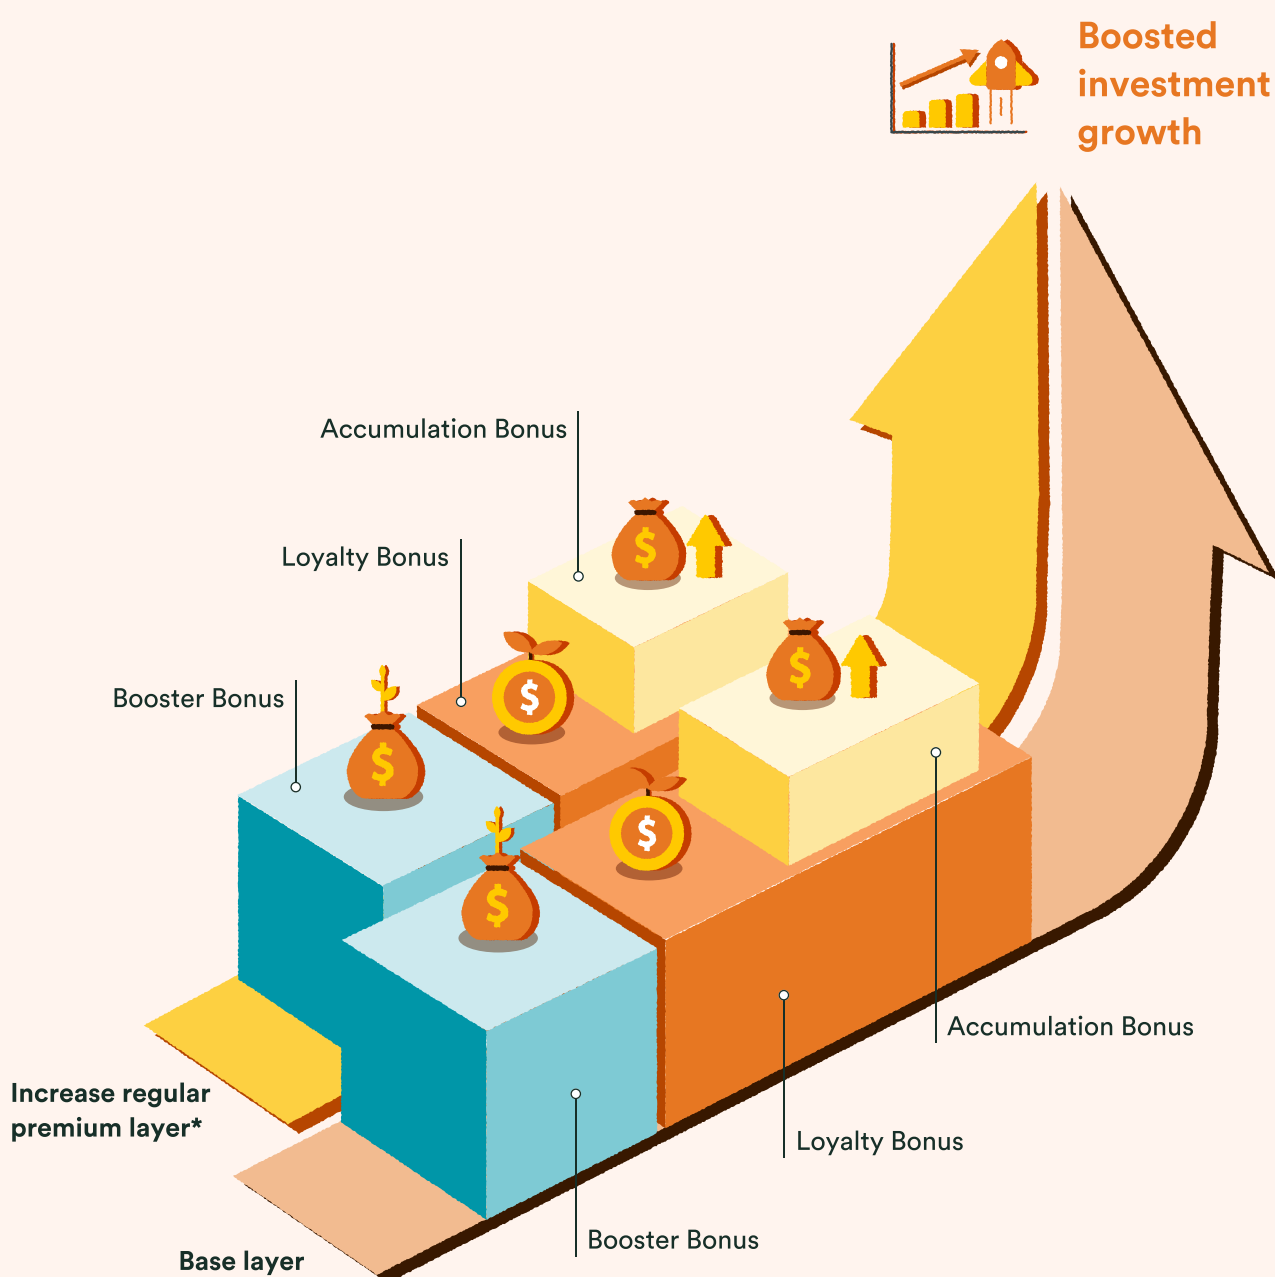 Boosted
investment
growth
Accumulation Bonus
$
Loyalty Bonus
$
Booster Bonus
$
$
$
$
Accumulation Bonus
Increase regular
premium layer*
Loyalty Bonus
Booster Bonus
Base layer